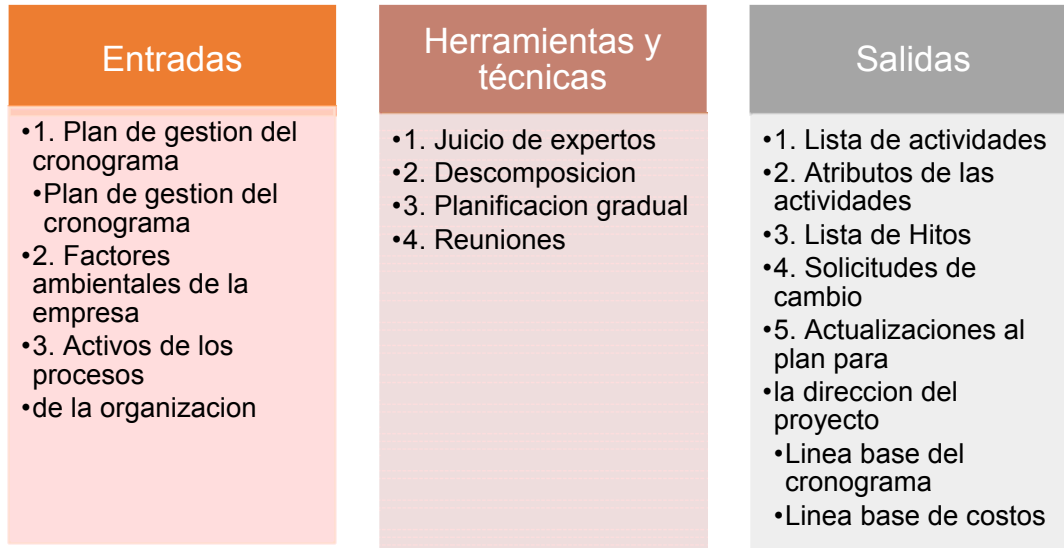 Entradas
•1. Plan de gestion del
cronograma
•Plan de gestion del
cronograma
•2. Factores
ambientales de la
empresa
•3. Activos de los
procesos
•de la organizacion
Herramientas y
técnicas
•1. Juicio de expertos
•2. Descomposicion
•3. Planificacion gradual
•4. Reuniones
Salidas
•1. Lista de actividades
•2. Atributos de las
actividades
•3. Lista de Hitos
•4. Solicitudes de
cambio
•5. Actualizaciones al
plan para
•la direccion del
proyecto
•Linea base del
cronograma
•Linea base de costos